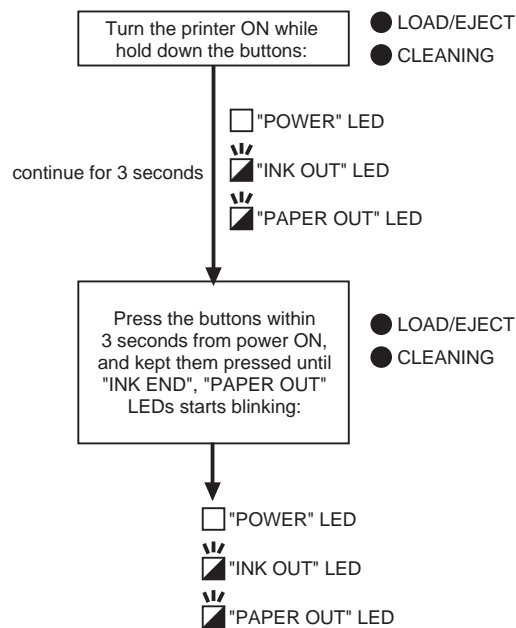 Turn the printer ON while
hold down the buttons:
LOAD/EJECT
CLEANING
"POWER" LED
continue for 3 seconds
"INK OUT" LED
"PAPER OUT" LED
Press the buttons within
3 seconds from power ON,
and kept them pressed until
"INK END", "PAPER OUT"
LEDs starts blinking:
LOAD/EJECT
CLEANING
"POWER" LED
"INK OUT" LED
"PAPER OUT" LED